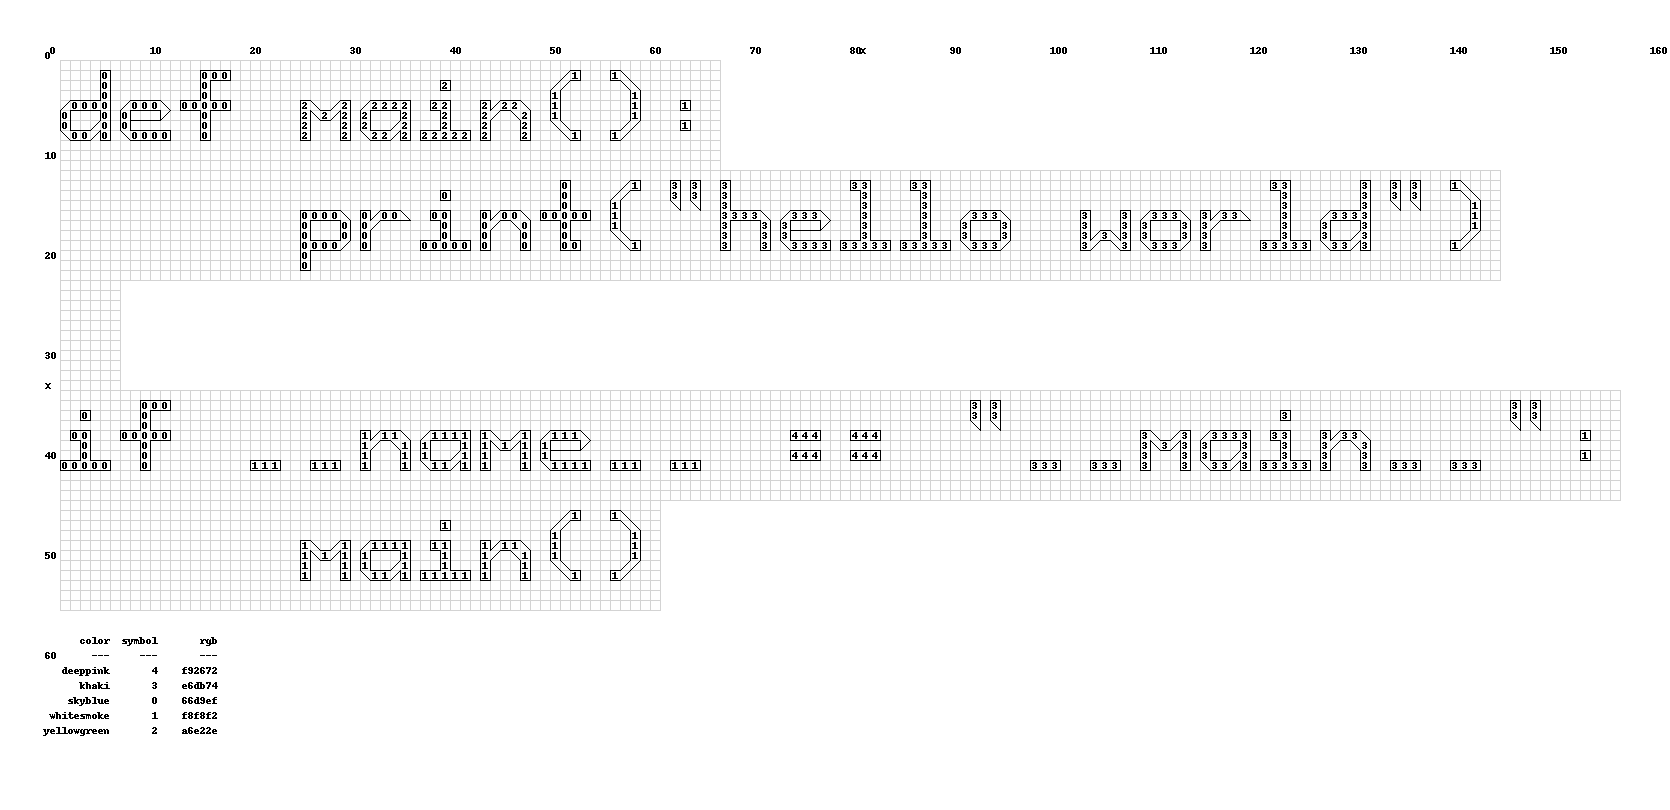 0 10 20 30 40 50 60 70 80x 90 100 110 120 130 140 150 160
0
def main():
10
    print("hello world")
20
30
x
if __name__ == "__main__":
40
    main()
50
color symbol rgb
--- --- ---
60
deeppink 4 f92672
khaki 3 e6db74
skyblue 0 66d9ef
whitesmoke 1 f8f8f2
yellowgreen 2 a6e22e